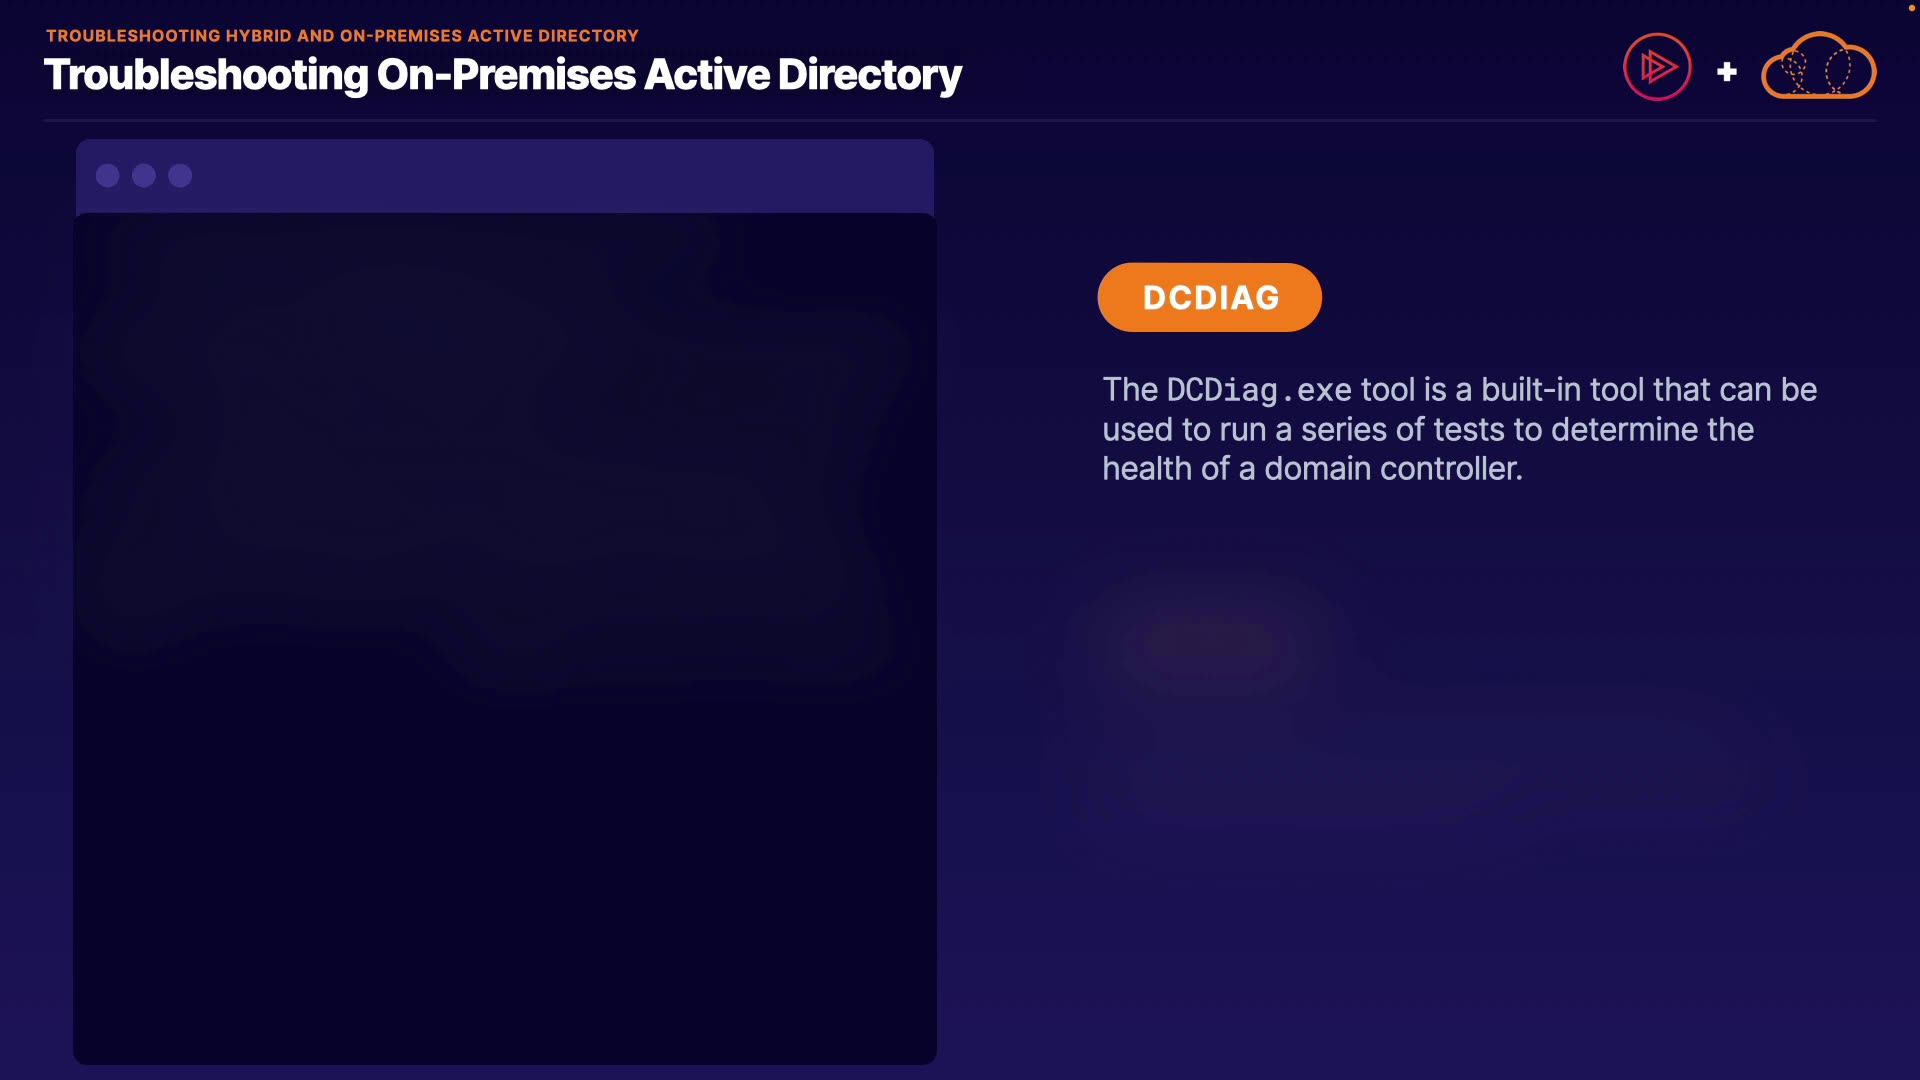 TROUBLESHOOTING HYBRID AND ON-PREMISES ACTIVE DIRECTORY
Troubleshooting On-Premises Active Directory
+
DCDIAG
The DCDiag.exe tool is a built-in tool that can be
used to run a series of tests to determine the
health of a domain controller.